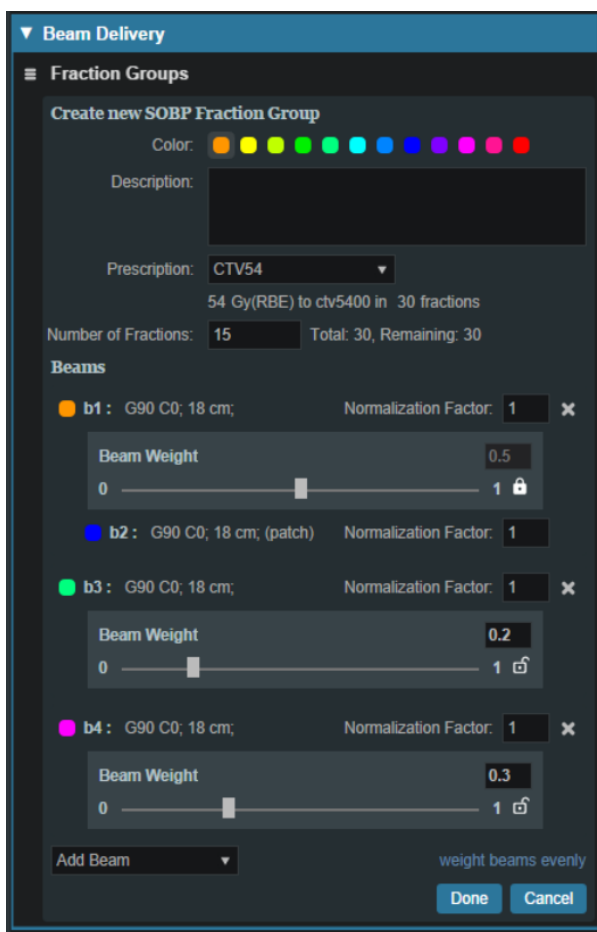 Beam Delivery
Fraction Groups
Create new SOBP Fraction Group
Color:
Description:
Prescription: CTV54
54 Gy(RBE) to ctv5400 in 30 fractions
Number of Fractions: 15 Total: 30, Remaining: 30
Beams
b1 : G90 C0; 18 cm; Normalization Factor: 1
Beam Weight 0.5
0 1
b2 : G90 C0; 18 cm; (patch) Normalization Factor: 1
b3 : G90 C0; 18 cm; Normalization Factor: 1
Beam Weight 0.2
0 1
b4 : G90 C0; 18 cm; Normalization Factor: 1
Beam Weight 0.3
0 1
Add Beam weight beams evenly
Done Cancel